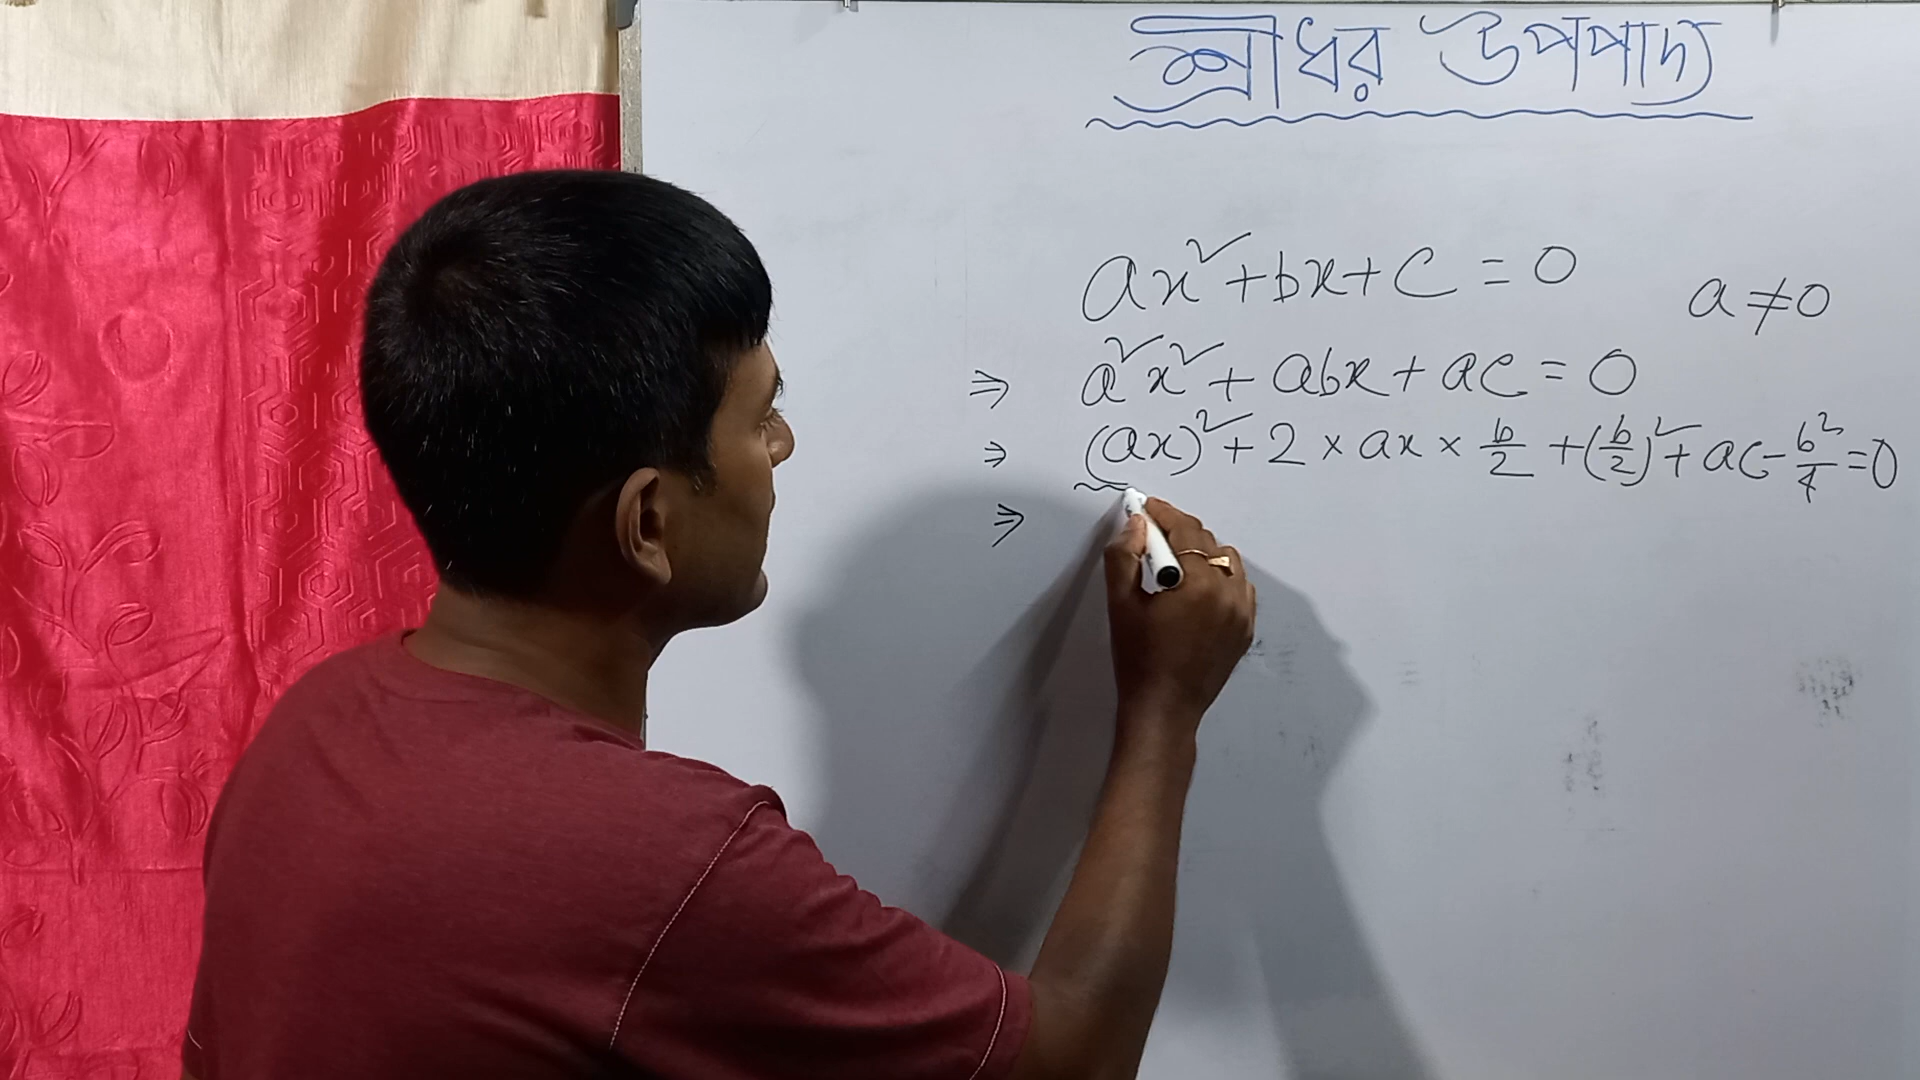 শ্রীধর উপপাদ্য
ax² + bx + c = 0 a ≠ 0
⇒ a²x² + abx + ac = 0
⇒ (ax)² + 2 × ax × b/2 + (b/2)² + ac - b²/4 = 0
⇒